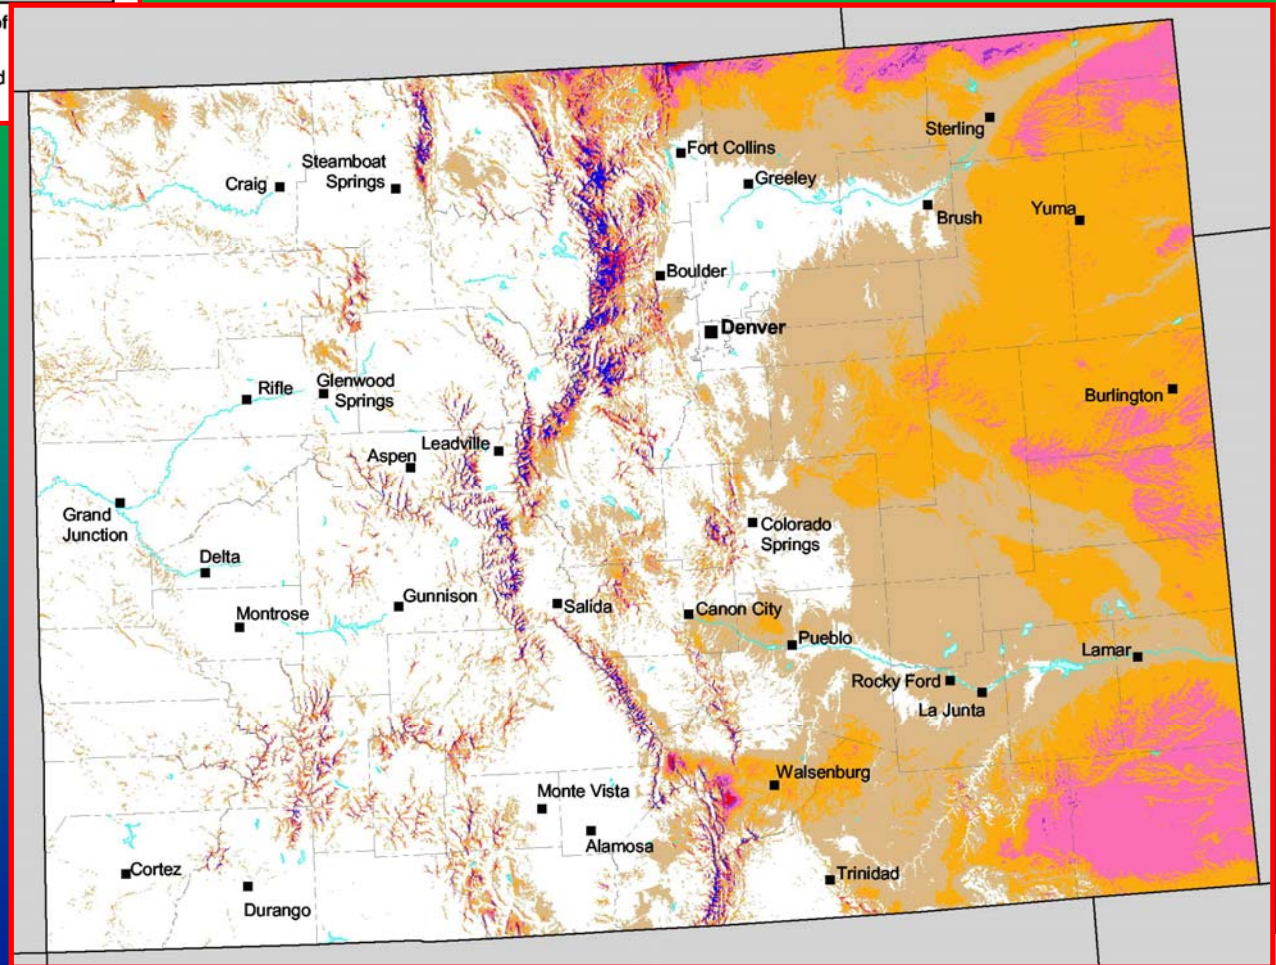 of
d
Sterling
Fort Collins
Steamboat
Springs
Craig
Greeley
Brush
Yuma
Boulder
Denver
Rifle
Glenwood
Springs
Burlington
Leadville
Aspen
Grand
Junction
Colorado
Springs
Delta
Gunnison
Salida
Montrose
Canon City
Pueblo
Lamar
Rocky Ford
La Junta
Walsenburg
Monte Vista
Alamosa
Cortez
Trinidad
Durango